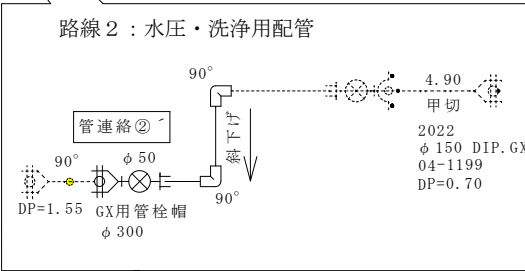 路線２：水圧・洗浄用配管
90°
4.90
甲切
管連絡②
斜下げ
2022
φ150 DIP.GX
04-1199
DP=0.70
90°
φ50
90°
DP=1.55
GX用管栓帽
φ300